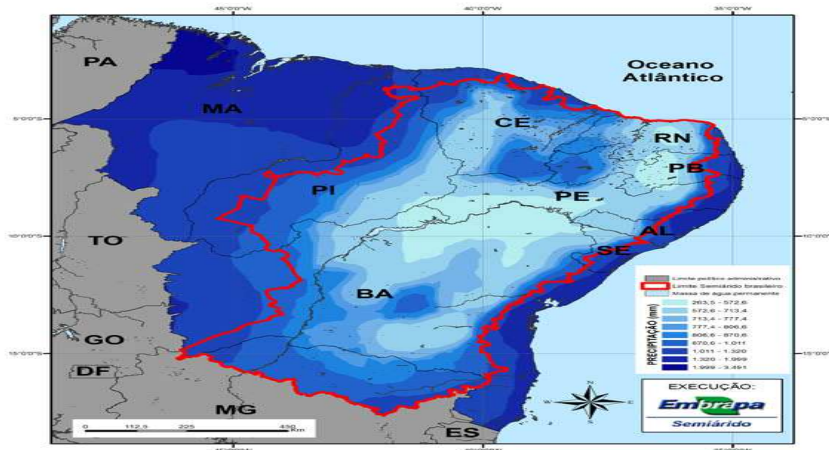 45°0'0"W 40°0'0"W 35°0'0"W
PA
Oceano
Atlântico
MA
5°0'0"S
CE
RN
PI
PB
PE
TO
10°0'0"S
AL
SE
BA
GO
15°0'0"S
DF
MG
ES
Limite político administrativo
Limite Semiárido brasileiro
Massa de água permanente
PRECIPITAÇÃO (mm)
263,5 - 572,6
572,6 - 713,4
713,4 - 777,4
777,4 - 806,6
806,6 - 870,6
870,6 - 1.011
1.011 - 1.320
1.320 - 1.999
1.999 - 3.491
N
W E
S
EXECUÇÃO:
Embrapa
Semiárido
0 112,5 225 450
Km